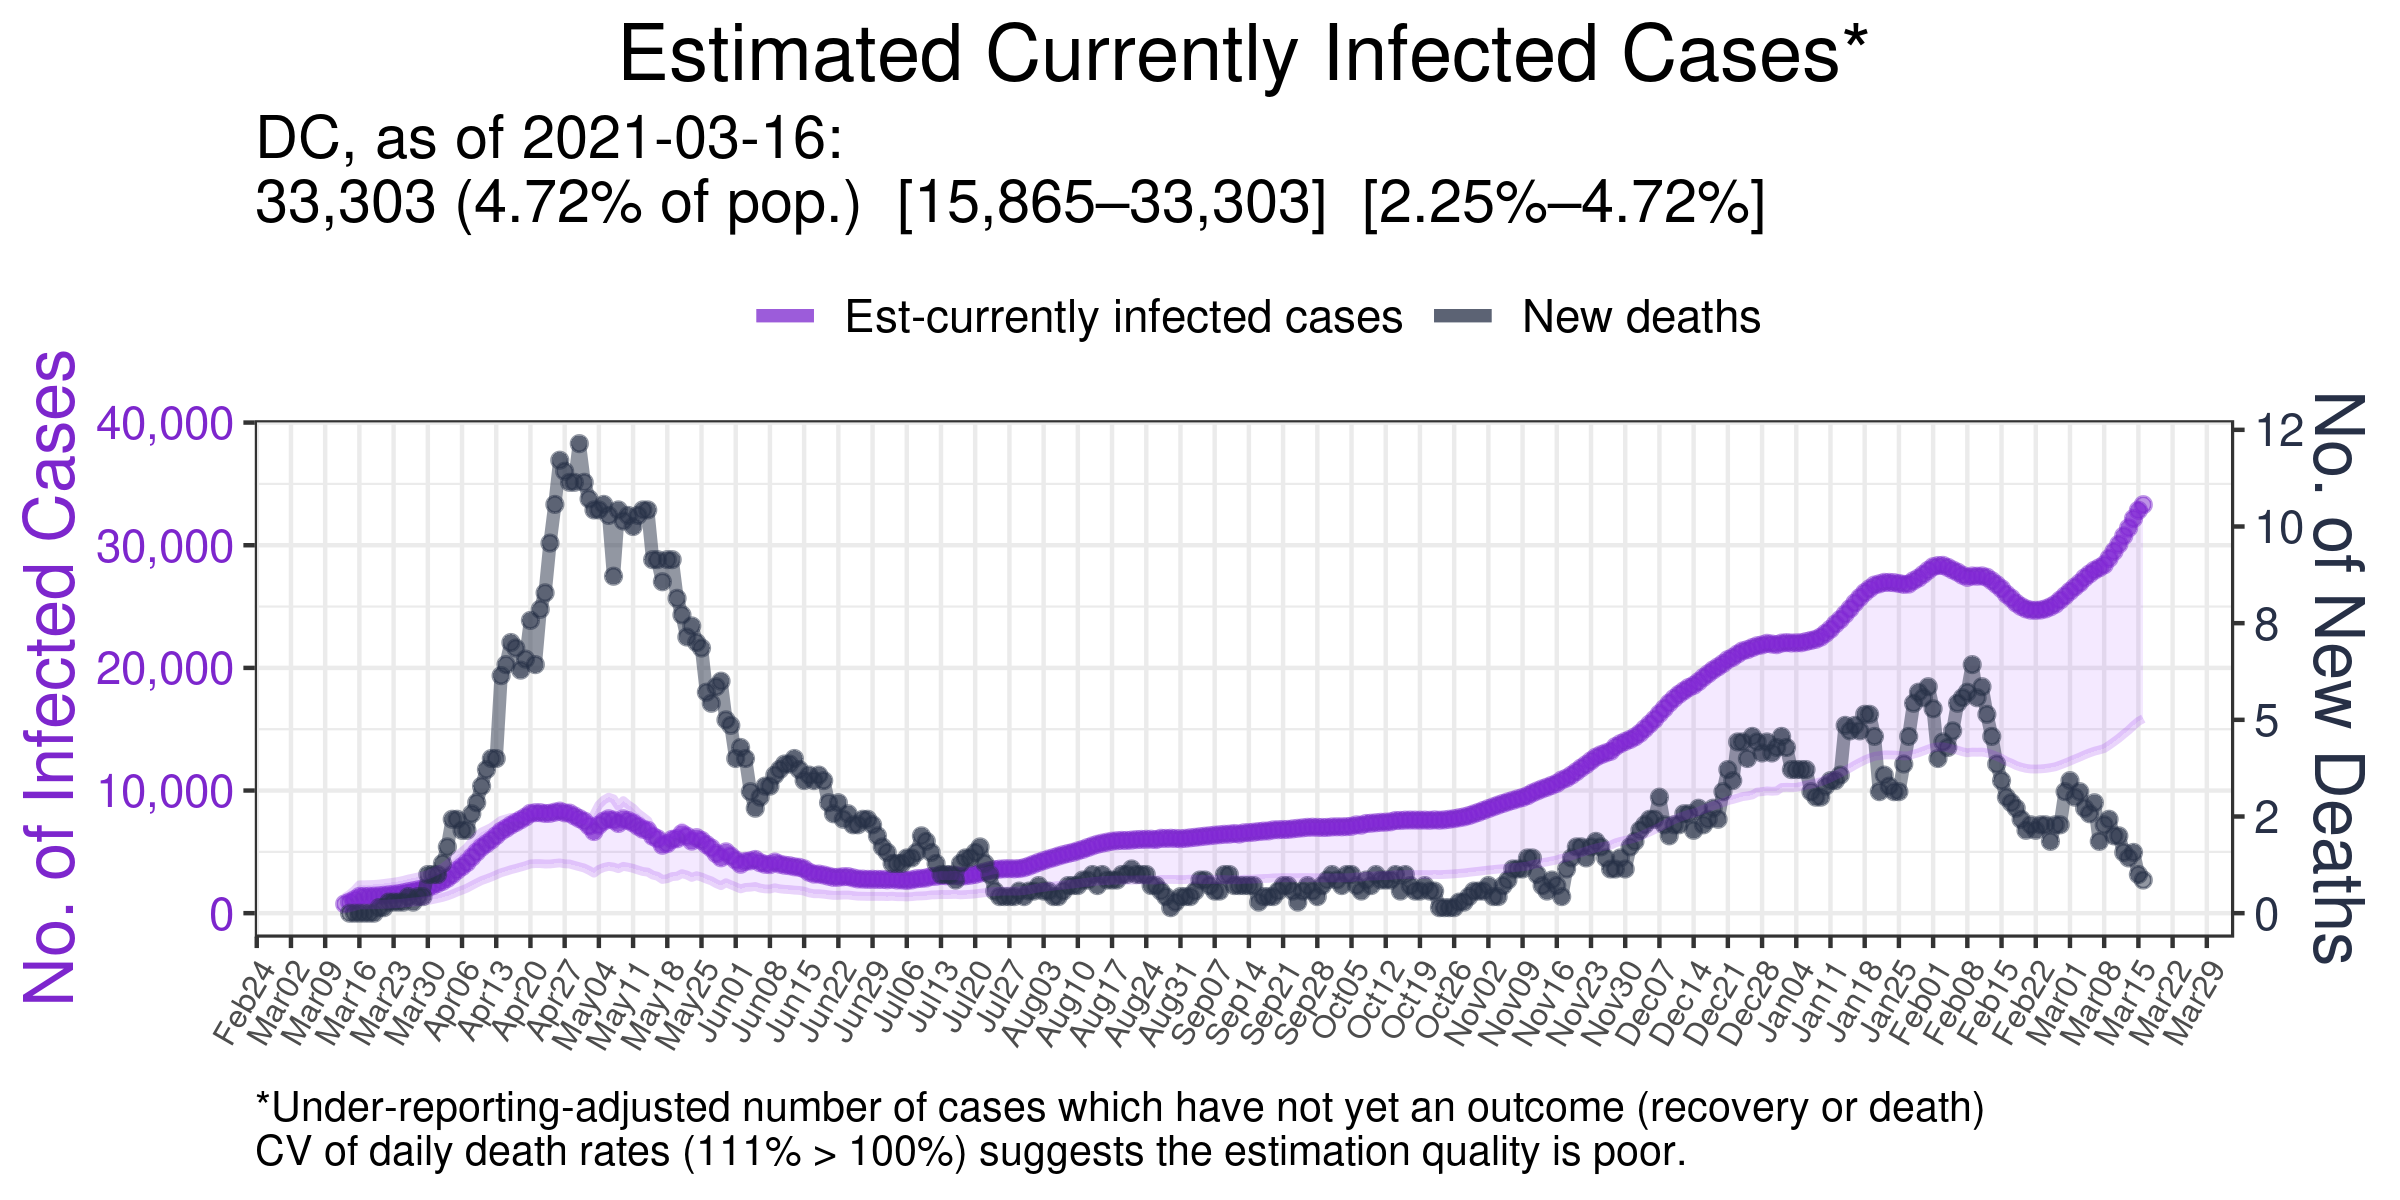 Estimated Currently Infected Cases*
DC, as of 2021-03-16:
33,303 (4.72% of pop.) [15,865–33,303] [2.25%–4.72%]
Est-currently infected cases
New deaths
No. of Infected Cases
40,000
30,000
20,000
10,000
0
12
10
8
5
2
0
No. of New Deaths
Feb24
Mar02
Mar09
Mar16
Mar23
Mar30
Apr06
Apr13
Apr20
Apr27
May04
May11
May18
May25
Jun01
Jun08
Jun15
Jun22
Jun29
Jul06
Jul13
Jul20
Jul27
Aug03
Aug10
Aug17
Aug24
Aug31
Sep07
Sep14
Sep21
Sep28
Oct05
Oct12
Oct19
Oct26
Nov02
Nov09
Nov16
Nov23
Nov30
Dec07
Dec14
Dec21
Dec28
Jan04
Jan11
Jan18
Jan25
Feb01
Feb08
Feb15
Feb22
Mar01
Mar08
Mar15
Mar22
Mar29
*Under-reporting-adjusted number of cases which have not yet an outcome (recovery or death)
CV of daily death rates (111% > 100%) suggests the estimation quality is poor.